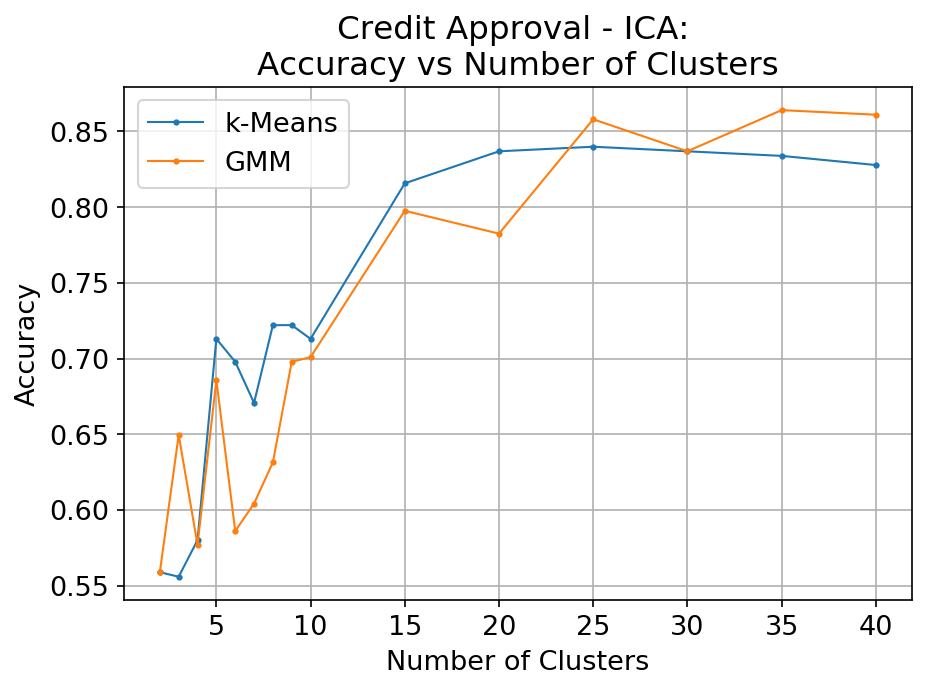 Credit Approval - ICA:
Accuracy vs Number of Clusters
k-Means
GMM
Accuracy
0.85
0.80
0.75
0.70
0.65
0.60
0.55
5 10 15 20 25 30 35 40
Number of Clusters